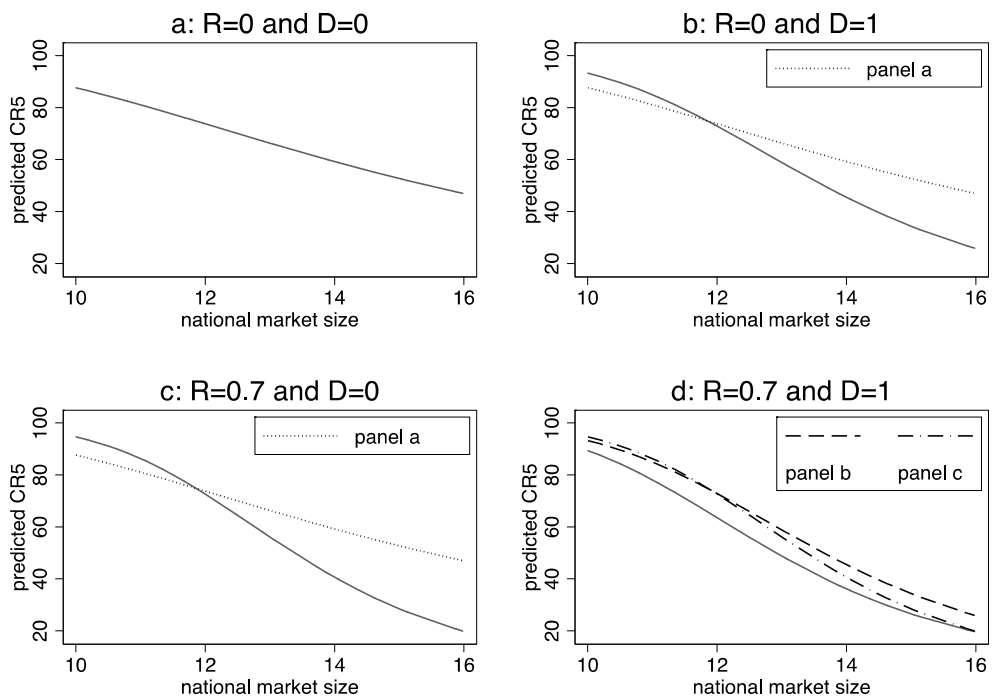 a: R=0 and D=0
predicted CR5
100
80
60
40
20
10 12 14 16
national market size
b: R=0 and D=1
panel a
predicted CR5
100
80
60
40
20
10 12 14 16
national market size
c: R=0.7 and D=0
panel a
predicted CR5
100
80
60
40
20
10 12 14 16
national market size
d: R=0.7 and D=1
panel b panel c
predicted CR5
100
80
60
40
20
10 12 14 16
national market size